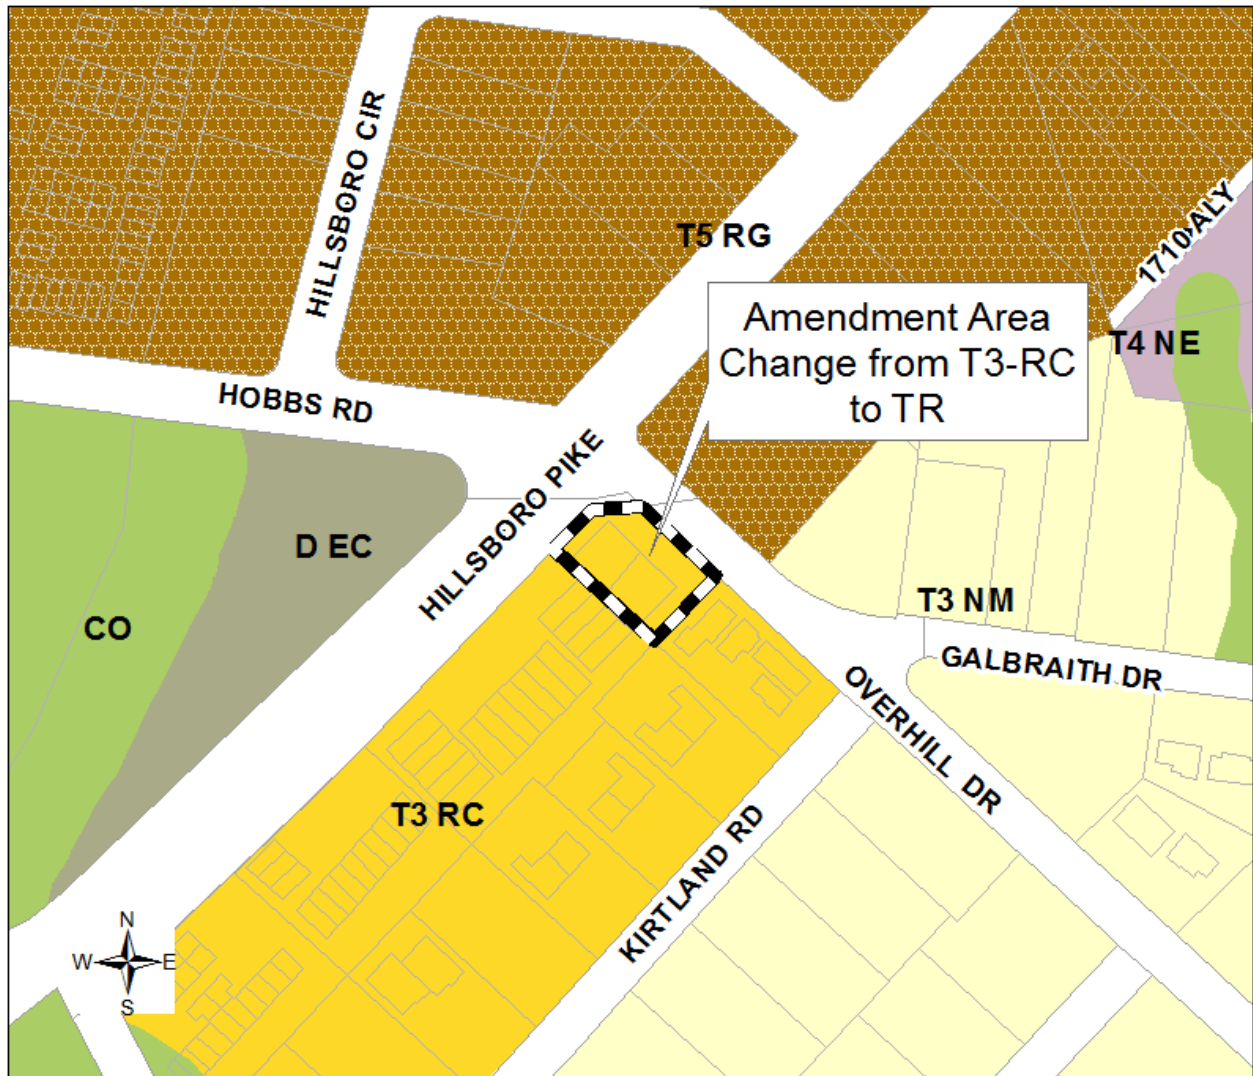 HILLSBORO CIR
1710 ALY
T5 RG
Amendment Area
Change from T3-RC
to TR
T4 NE
HOBBS RD
HILLSBORO PIKE
D EC
CO
T3 NM
GALBRAITH DR
OVERHILL DR
T3 RC
KIRTLAND RD
N
W
E
S